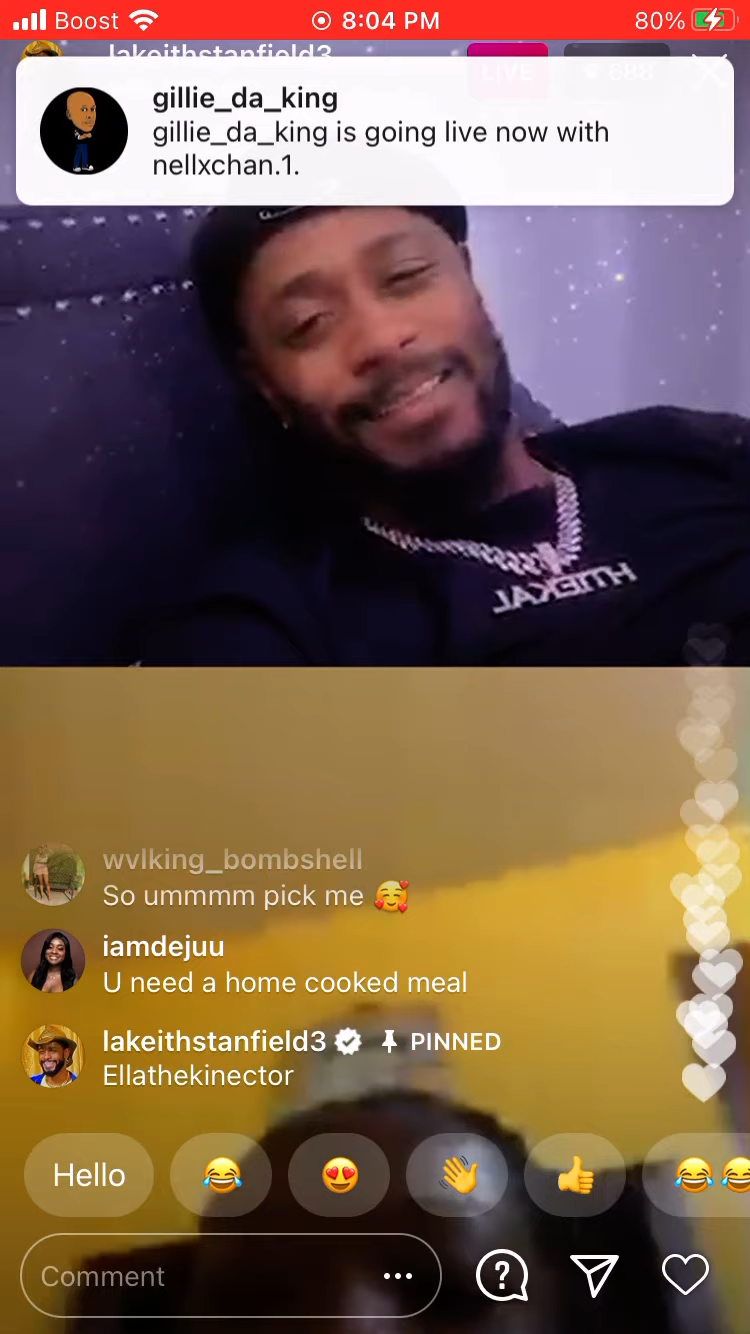 Boost 8:04 PM 80%
lakeithstanfield3 LIVE 688
gillie_da_king
gillie_da_king is going live now with
nellxchan.1.
LAKEITH
wvlking_bombshell
So ummmm pick me 🥰
iamdejuu
U need a home cooked meal
lakeithstanfield3 PINNED
Ellathekinector
Hello 😂 😍 👋 👍 😂😂
Comment